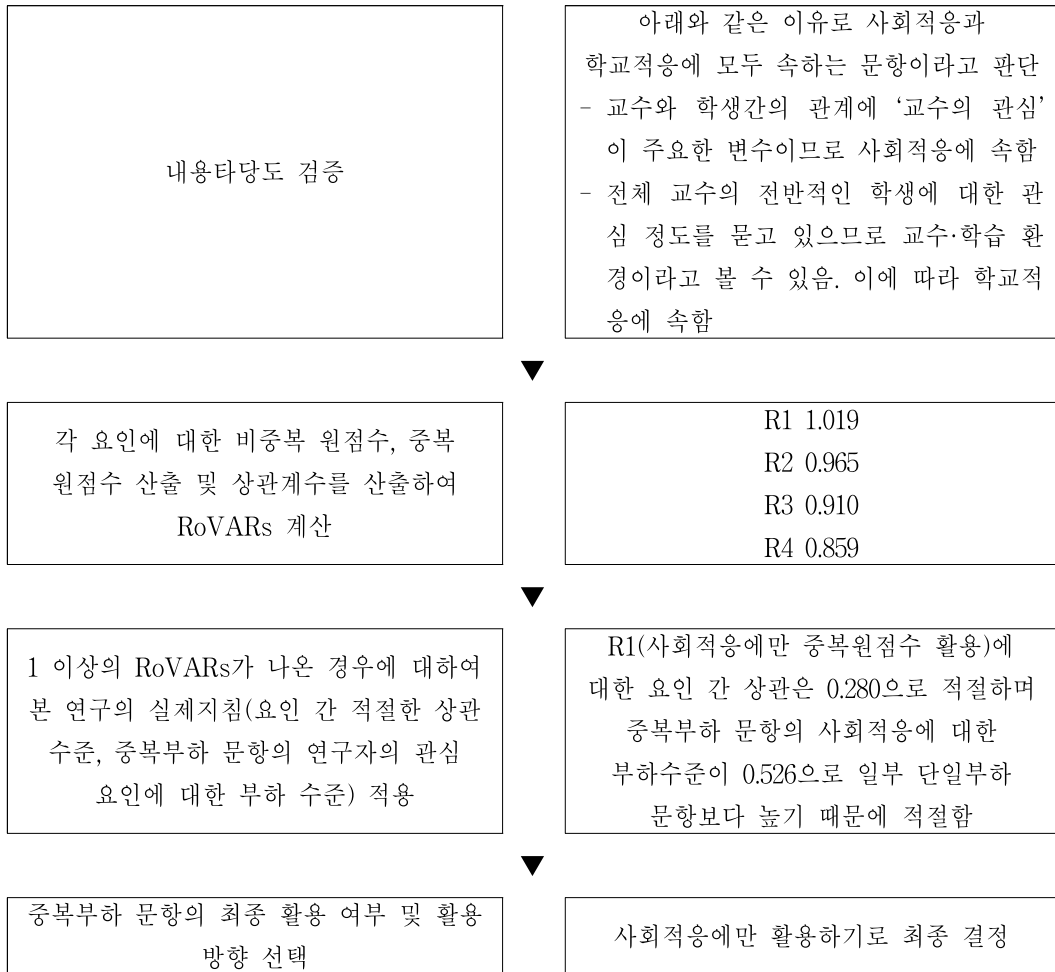 내용타당도 검증
아래와 같은 이유로 사회적응과
학교적응에 모두 속하는 문항이라고 판단
- 교수와 학생간의 관계에 ‘교수의 관심’
이 주요한 변수이므로 사회적응에 속함
- 전체 교수의 전반적인 학생에 대한 관
심 정도를 묻고 있으므로 교수·학습 환
경이라고 볼 수 있음. 이에 따라 학교적
응에 속함
▼
각 요인에 대한 비중복 원점수, 중복
원점수 산출 및 상관계수를 산출하여
RoVARs 계산
R1 1.019
R2 0.965
R3 0.910
R4 0.859
▼
1 이상의 RoVARs가 나온 경우에 대하여
본 연구의 실제지침(요인 간 적절한 상관
수준, 중복부하 문항의 연구자의 관심
요인에 대한 부하 수준) 적용
R1(사회적응에만 중복원점수 활용)에
대한 요인 간 상관은 0.280으로 적절하며
중복부하 문항의 사회적응에 대한
부하수준이 0.526으로 일부 단일부하
문항보다 높기 때문에 적절함
▼
중복부하 문항의 최종 활용 여부 및 활용
방향 선택
사회적응에만 활용하기로 최종 결정